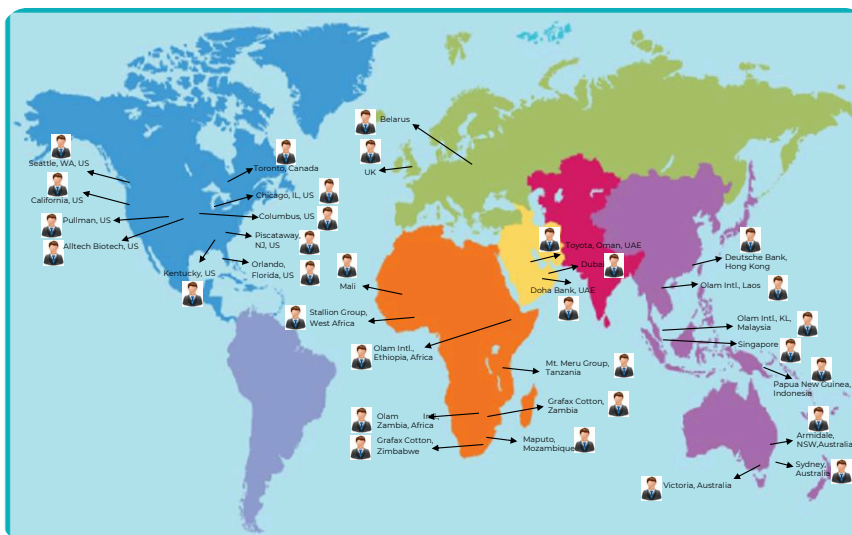 Belarus
UK
Seattle, WA, US
Toronto, Canada
California, US
Chicago, IL, US
Pullman, US
Columbus, US
Alltech Biotech, US
Piscataway,
NJ, US
Kentucky, US
Orlando,
Florida, US
Mali
Stallion Group,
West Africa
Olam Intl.,
Ethiopia, Africa
Toyota, Oman, UAE
Duba
Doha Bank, UAE
Deutsche Bank,
Hong Kong
Olam Intl., Laos
Olam Intl., KL,
Malaysia
Singapore
Papua New Guinea,
Indonesia
Mt. Meru Group,
Tanzania
Grafax Cotton,
Zambia
Olam Intl.,
Zambia, Africa
Grafax Cotton,
Zimbabwe
Maputo,
Mozambique
Armidale,
NSW,Australia
Sydney,
Australia
Victoria, Australia